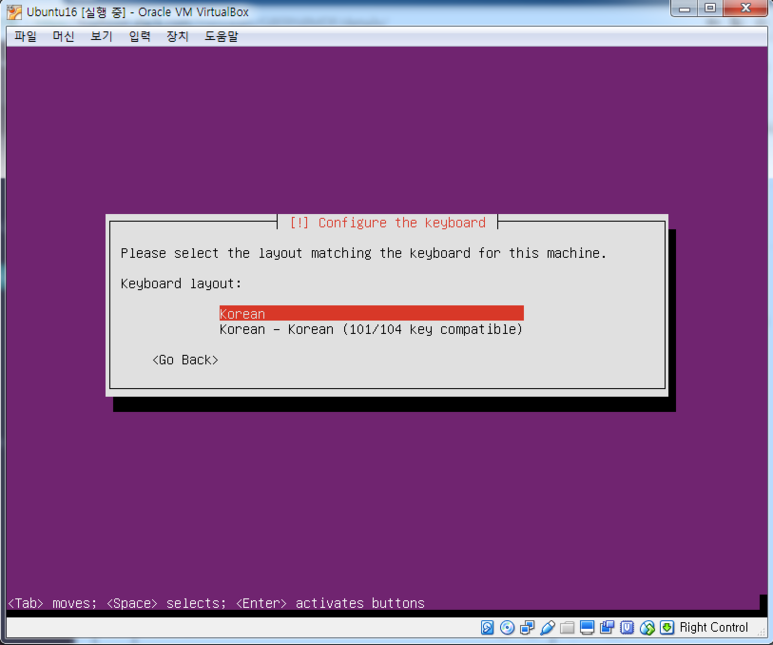 Ubuntu16 [실행 중] - Oracle VM VirtualBox
파일 머신 보기 입력 장치 도움말
[!] Configure the keyboard
Please select the layout matching the keyboard for this machine.
Keyboard layout:
Korean
Korean - Korean (101/104 key compatible)
<Go Back>
<Tab> moves; <Space> selects; <Enter> activates buttons
Right Control